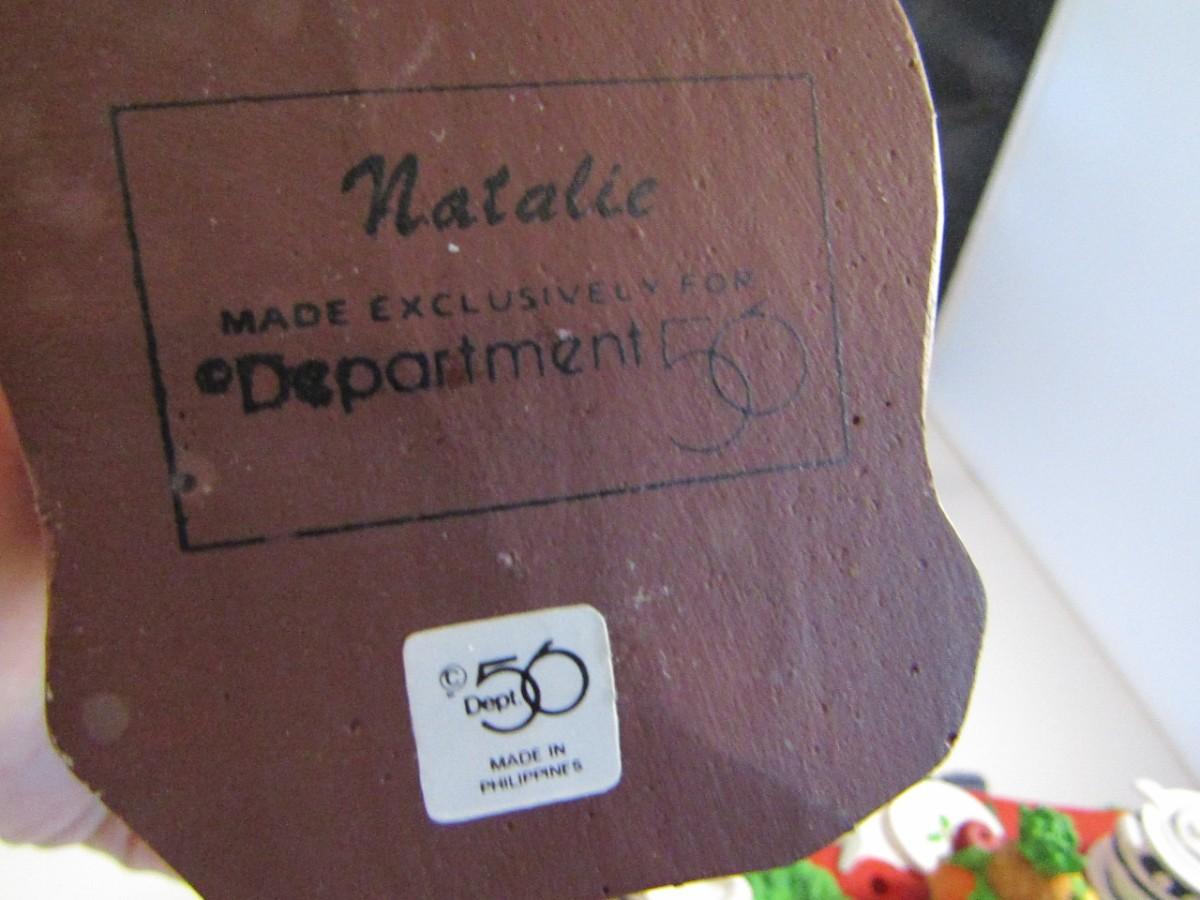 Natalie
MADE EXCLUSIVELY FOR
©Department 56
© Dept. 56
MADE IN
PHILIPPINES